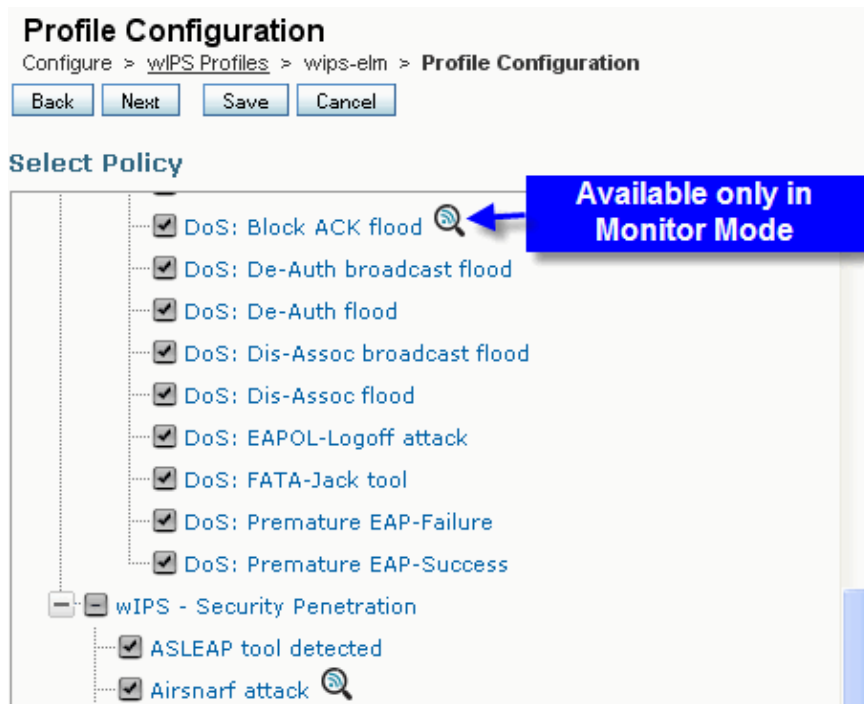 Profile Configuration
Configure > wIPS Profiles > wips-elm > Profile Configuration
Back Next Save Cancel
Select Policy
Available only in
Monitor Mode
DoS: Block ACK flood
DoS: De-Auth broadcast flood
DoS: De-Auth flood
DoS: Dis-Assoc broadcast flood
DoS: Dis-Assoc flood
DoS: EAPOL-Logoff attack
DoS: FATA-Jack tool
DoS: Premature EAP-Failure
DoS: Premature EAP-Success
wIPS - Security Penetration
ASLEAP tool detected
Airsnarf attack